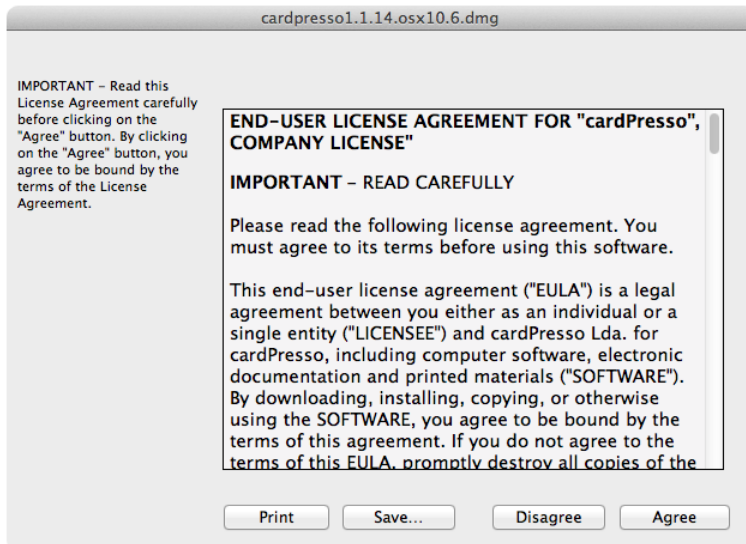 cardpresso1.1.14.osx10.6.dmg
IMPORTANT – Read this
License Agreement carefully
before clicking on the
"Agree" button. By clicking
on the "Agree" button, you
agree to be bound by the
terms of the License
Agreement.
END-USER LICENSE AGREEMENT FOR "cardPresso",
COMPANY LICENSE"
IMPORTANT – READ CAREFULLY
Please read the following license agreement. You
must agree to its terms before using this software.
This end-user license agreement ("EULA") is a legal
agreement between you either as an individual or a
single entity ("LICENSEE") and cardPresso Lda. for
cardPresso, including computer software, electronic
documentation and printed materials ("SOFTWARE").
By downloading, installing, copying, or otherwise
using the SOFTWARE, you agree to be bound by the
terms of this agreement. If you do not agree to the
terms of this EULA, promptly destroy all copies of the
Print Save... Disagree Agree